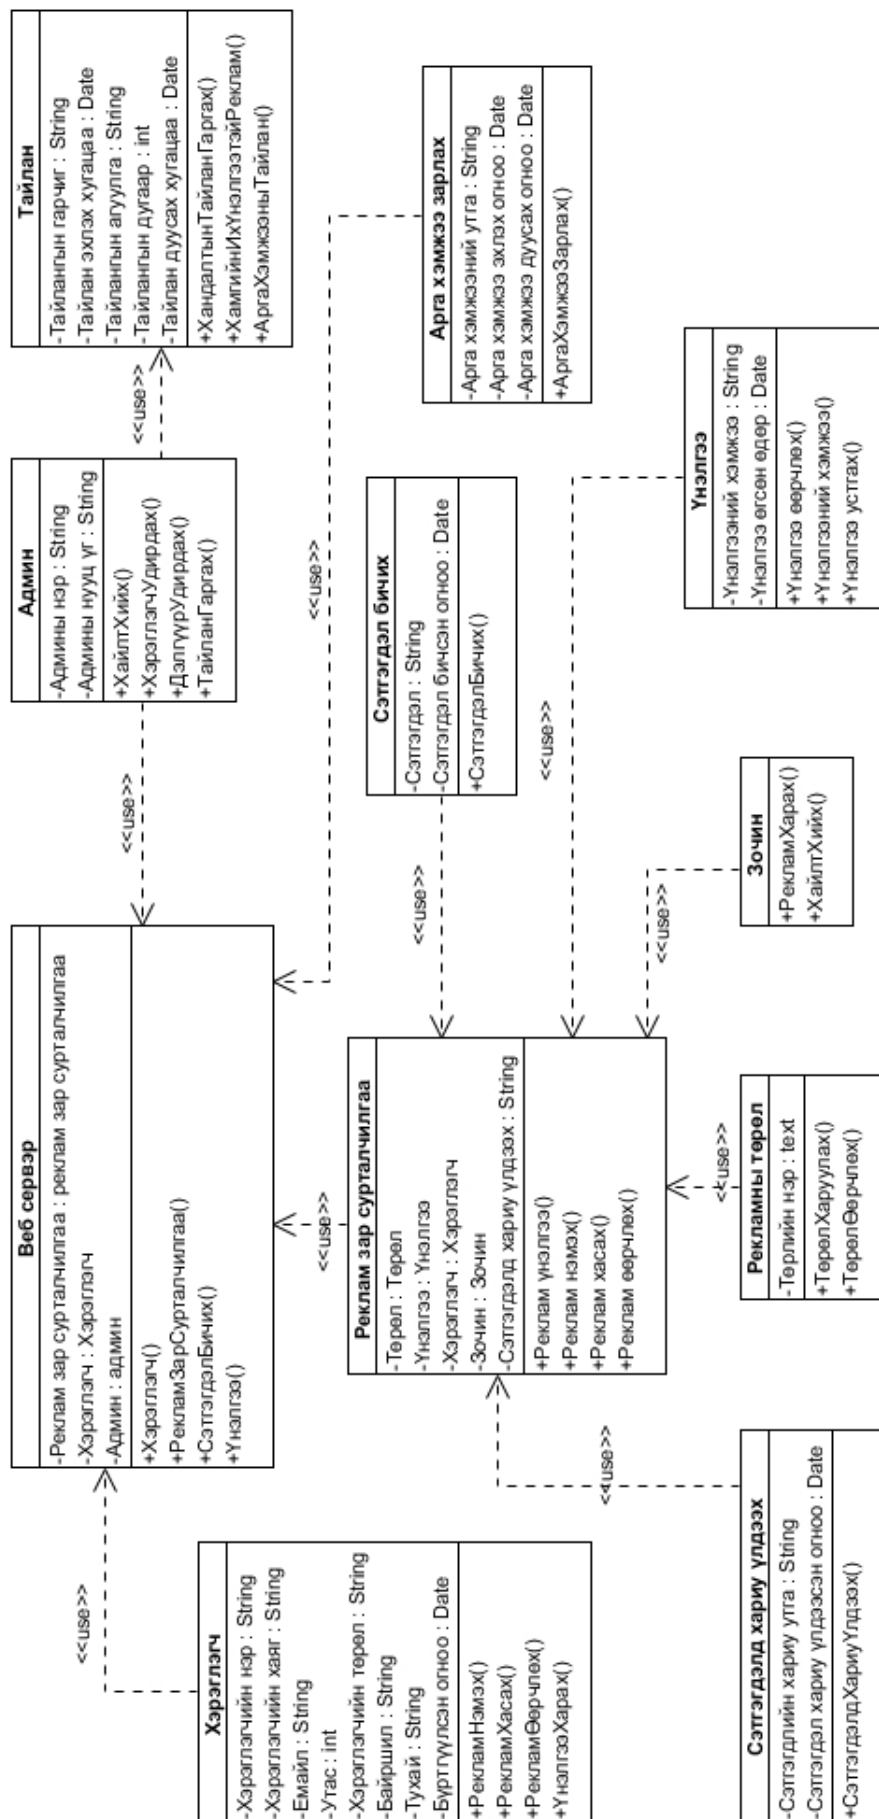 Хэрэглэгч
-Хэрэглэгчийн нэр : String
-Хэрэглэгчийн хаяг : String
-Емайл : String
-Утас : int
-Хэрэглэгчийн төрөл : String
-Байршил : String
-Тухай : String
-Бүртгүүлсэн огноо : Date
+РекламНэмэх()
+РекламХасах()
+РекламӨөрчлөх()
+ҮнэлгээХарах()
<<use>>
Веб сервэр
-Реклам зар сурталчилгаа : реклам зар сурталчилгаа
-Хэрэглэгч : Хэрэглэгч
-Админ : админ
+Хэрэглэгч()
+РекламЗарСурталчилгаа()
+СэтгэгдэлБичих()
+Үнэлгээ()
<<use>>
Админ
-Админы нэр : String
-Админы нууц үг : String
+ХайлтХийх()
+ХэрэглэгчУдирдах()
+ДэлгүүрУдирдах()
+ТайланГаргах()
<<use>>
Тайлан
-Тайлангын гарчиг : String
-Тайлан эхлэх хугацаа : Date
-Тайлангын агуулга : String
-Тайлангын дугаар : int
-Тайлан дуусах хугацаа : Date
+ХандалтынТайланГаргах()
+ХамгийнИхҮнэлгээтэйРеклам()
+АргаХэмжээныТайлан()
<<use>>
<<use>>
Реклам зар сурталчилгаа
-Төрөл : Төрөл
-Үнэлгээ : Үнэлгээ
-Хэрэглэгч : Хэрэглэгч
-Зочин : Зочин
-Сэтгэгдэлд хариу үлдээх : String
+Реклам үнэлгээ()
+Реклам нэмэх()
+Реклам хасах()
+Реклам өөрчлөх()
<<use>>
Сэтгэгдэл бичих
-Сэтгэгдэл : String
-Сэтгэгдэл бичсэн огноо : Date
+СэтгэгдэлБичих()
Арга хэмжээ зарлах
-Арга хэмжээний утга : String
-Арга хэмжээ эхлэх огноо : Date
-Арга хэмжээ дуусах огноо : Date
+АргаХэмжээЗарлах()
<<use>>
<<use>>
<<use>>
<<use>>
Сэтгэгдэлд хариу үлдээх
-Сэтгэгдлийн хариу утга : String
-Сэтгэгдэл хариу үлдээсэн огноо : Date
+СэтгэгдэлдХариуҮлдээх()
Рекламны төрөл
-Төрлийн нэр : text
+ТөрөлХаруулах()
+ТөрөлӨөрчлөх()
Зочин
+РекламХарах()
+ХайлтХийх()
Үнэлгээ
-Үнэлгээний хэмжээ : String
-Үнэлгээ өгсөн өдөр : Date
+Үнэлгээ өөрчлөх()
+Үнэлгээний хэмжээ()
+Үнэлгээ устгах()